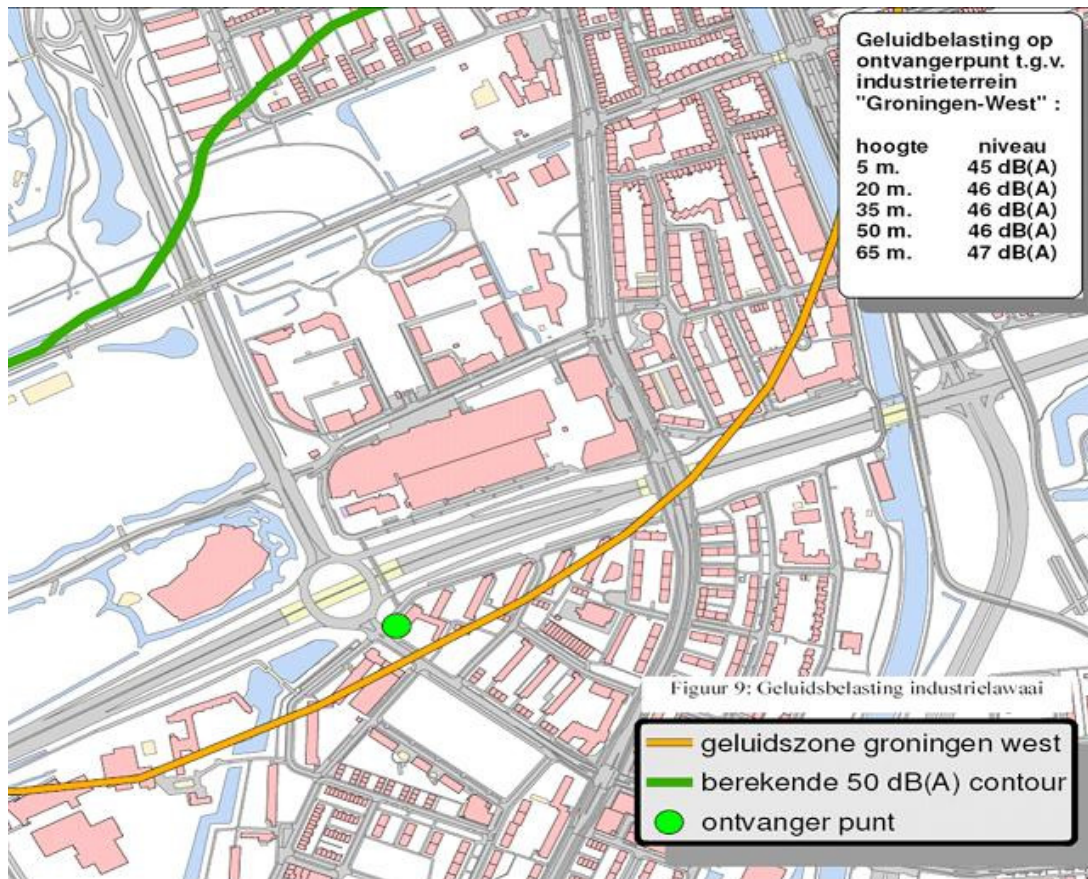 Geluidbelasting op
ontvangerpunt t.g.v.
industrieterrein
"Groningen-West" :
hoogte niveau
5 m. 45 dB(A)
20 m. 46 dB(A)
35 m. 46 dB(A)
50 m. 46 dB(A)
65 m. 47 dB(A)
Figuur 9: Geluidsbelasting industrielawaai
geluidszone groningen west
berekende 50 dB(A) contour
ontvanger punt